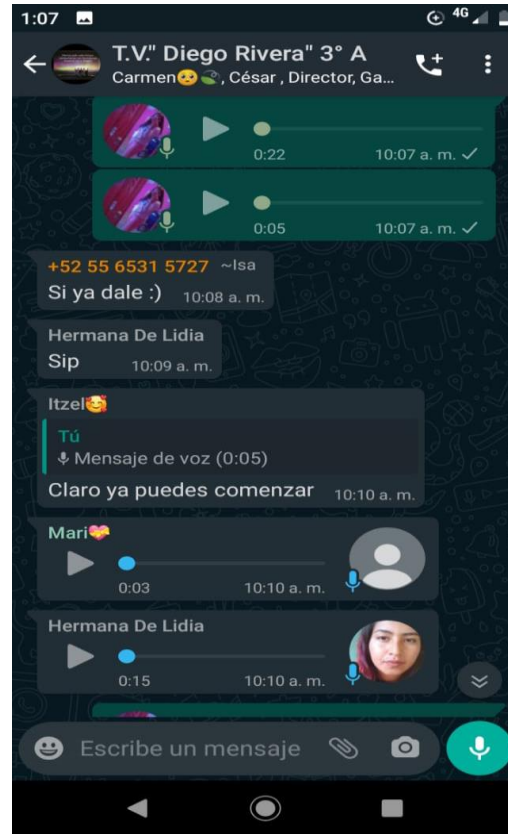 1:07 4G
T.V." Diego Rivera" 3° A
Carmen🥺🍃, César , Director, Ga...
0:22 10:07 a. m.
0:05 10:07 a. m.
+52 55 6531 5727 ~Isa
Si ya dale :) 10:08 a. m.
Hermana De Lidia
Sip 10:09 a. m.
Itzel🥰
Tú
Mensaje de voz (0:05)
Claro ya puedes comenzar 10:10 a. m.
Mari💝
0:03 10:10 a. m.
Hermana De Lidia
0:15 10:10 a. m.
Escribe un mensaje